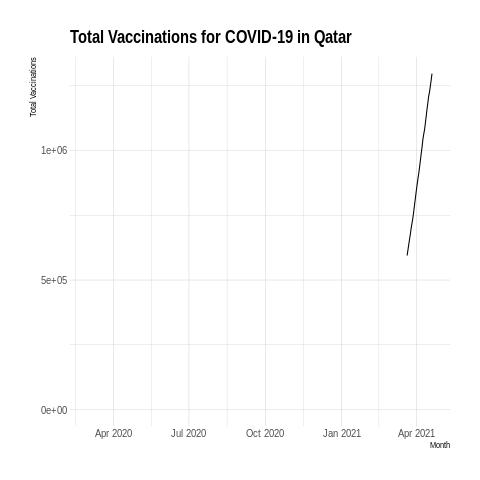 Total Vaccinations for COVID-19 in Qatar
Total Vaccinations
1e+06
5e+05
0e+00
Apr 2020 Jul 2020 Oct 2020 Jan 2021 Apr 2021
Month